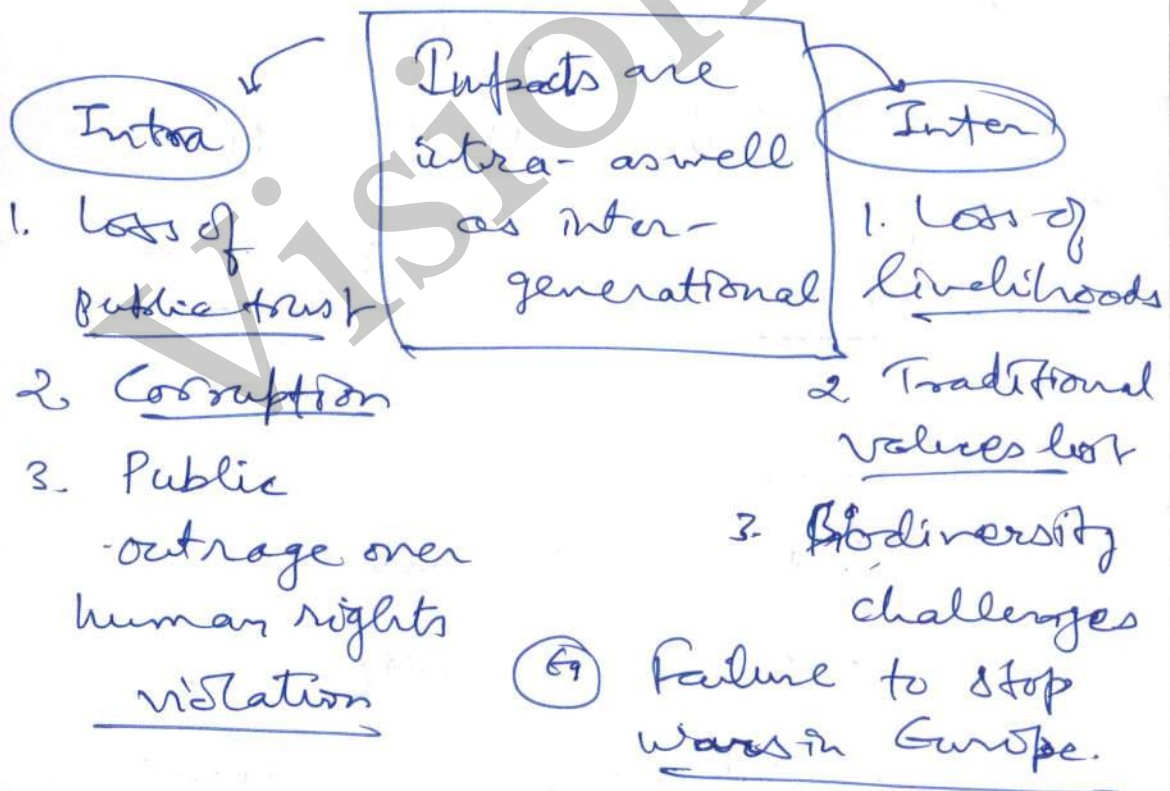 Impacts are
intra- as well
as inter-
generational
Intra
1. Loss of
public trust
2. Corruption
3. Public
outrage over
human rights
violation
Inter
1. Loss of
livelihoods
2 Traditional
values lost
3. Biodiversity
challenges
Eg Failure to stop
wars in Europe.
Vision